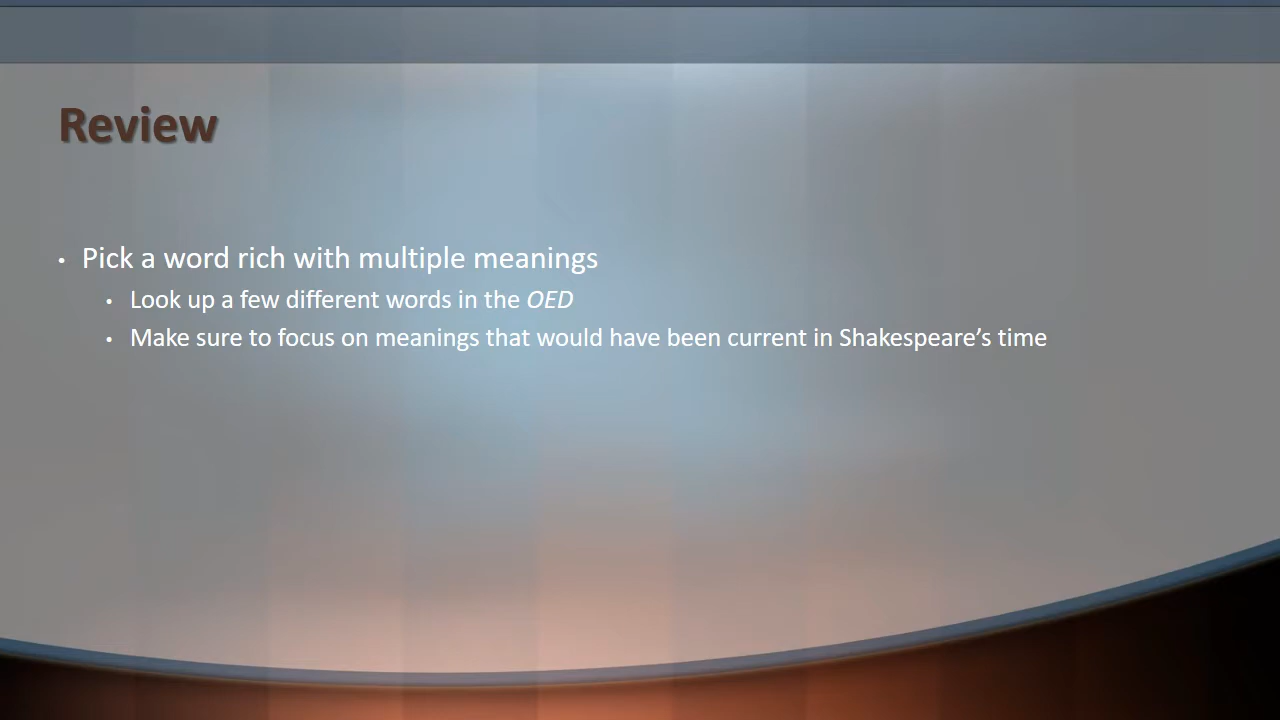 Review
• Pick a word rich with multiple meanings
• Look up a few different words in the OED
• Make sure to focus on meanings that would have been current in Shakespeare’s time